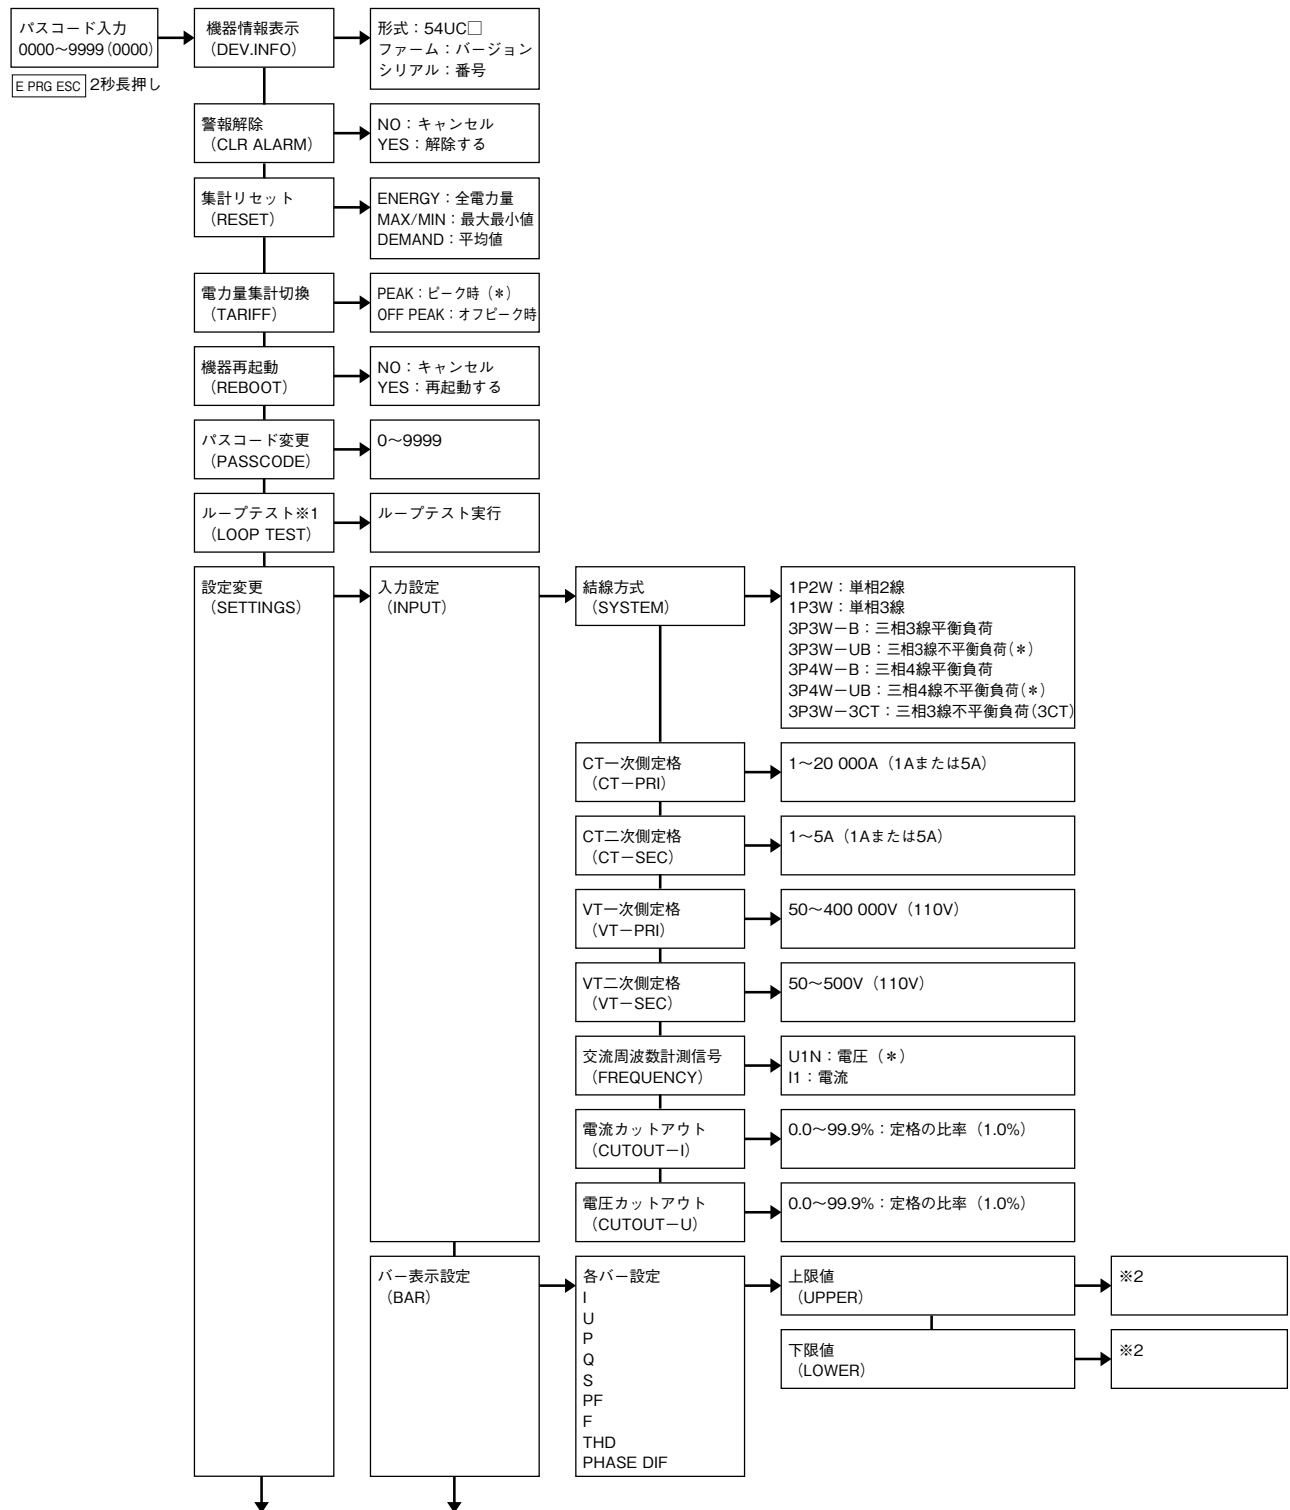 パスコード入力
0000～9999(0000)
E PRG ESC 2秒長押し
機器情報表示
（DEV.INFO）
形式：54UC□
ファーム：バージョン
シリアル：番号
警報解除
（CLR ALARM）
NO：キャンセル
YES：解除する
集計リセット
（RESET）
ENERGY：全電力量
MAX/MIN：最大最小値
DEMAND：平均値
電力量集計切換
（TARIFF）
PEAK：ピーク時（＊）
OFF PEAK：オフピーク時
機器再起動
（REBOOT）
NO：キャンセル
YES：再起動する
パスコード変更
（PASSCODE）
0～9999
ループテスト※1
（LOOP TEST）
ループテスト実行
設定変更
（SETTINGS）
入力設定
（INPUT）
結線方式
（SYSTEM）
1P2W：単相2線
1P3W：単相3線
3P3W－B：三相3線平衡負荷
3P3W－UB：三相3線不平衡負荷(＊)
3P4W－B：三相4線平衡負荷
3P4W－UB：三相4線不平衡負荷(＊)
3P3W－3CT：三相3線不平衡負荷(3CT)
CT一次側定格
（CT－PRI）
1～20 000A（1Aまたは5A）
CT二次側定格
（CT－SEC）
1～5A（1Aまたは5A）
VT一次側定格
（VT－PRI）
50～400 000V（110V）
VT二次側定格
（VT－SEC）
50～500V（110V）
交流周波数計測信号
（FREQUENCY）
U1N：電圧（＊）
I1：電流
電流カットアウト
（CUTOUT－I）
0.0～99.9%：定格の比率（1.0%）
電圧カットアウト
（CUTOUT－U）
0.0～99.9%：定格の比率（1.0%）
バー表示設定
（BAR）
各バー設定
I
U
P
Q
S
PF
F
THD
PHASE DIF
上限値
（UPPER）
※2
下限値
（LOWER）
※2